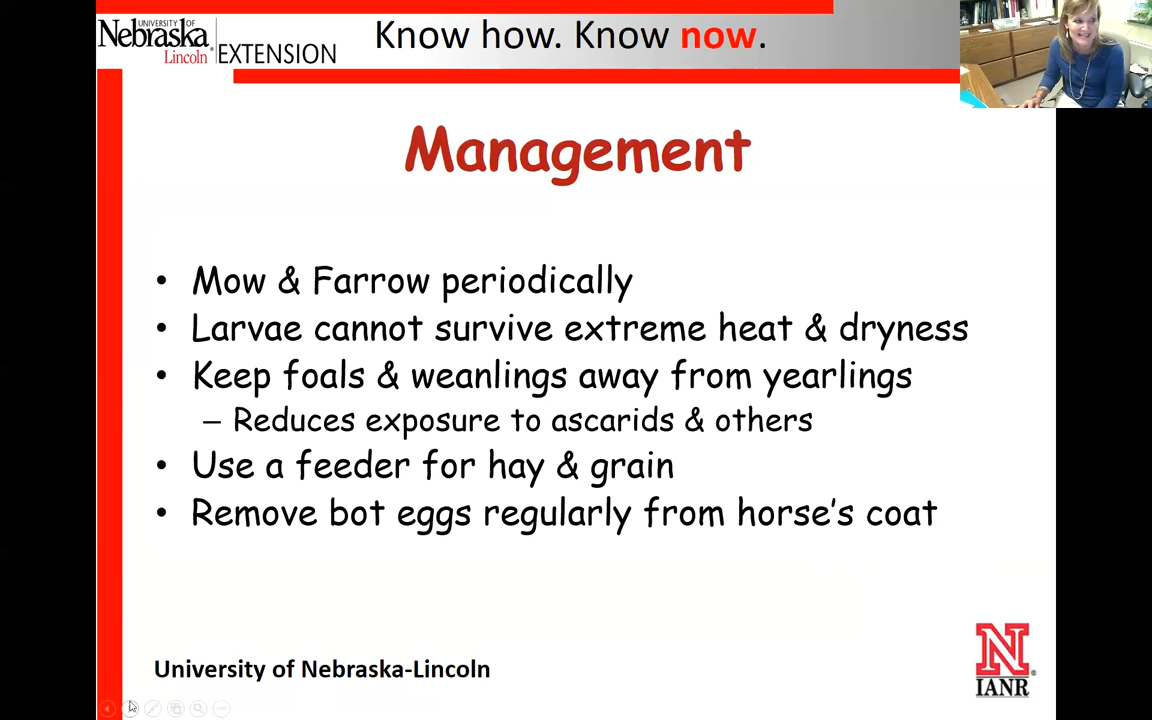 UNIVERSITY OF
Nebraska
Lincoln
EXTENSION
Know how. Know now.
Management
• Mow & Farrow periodically
• Larvae cannot survive extreme heat & dryness
• Keep foals & weanlings away from yearlings
– Reduces exposure to ascarids & others
• Use a feeder for hay & grain
• Remove bot eggs regularly from horse's coat
University of Nebraska-Lincoln
N
IANR